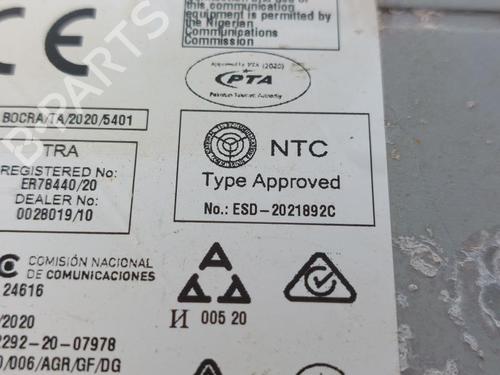 this communication
equipment is permitted by
the Nigerian
Communications
Commission
CE
Approved by PTA (2020)
PTA
Pakistan Telecom Authority
BOCRA/TA/2020/5401
TRA
REGISTERED No:
ER78440/20
DEALER No:
0028019/10
NTC
Type Approved
No.: ESD-2021892C
COMISIÓN NACIONAL
DE COMUNICACIONES
24616
И 005 20
/2020
2292-20-07978
0/006/AGR/GF/DG
B-PARTS